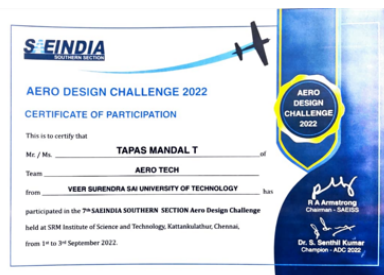 SAEINDIA
SOUTHERN SECTION
AERO DESIGN CHALLENGE 2022
CERTIFICATE OF PARTICIPATION
This is to certify that
Mr. / Ms. TAPAS MANDAL T of
Team AERO TECH
from VEER SURENDRA SAI UNIVERSITY OF TECHNOLOGY has
participated in the 7th SAEINDIA SOUTHERN SECTION Aero Design Challenge
held at SRM Institute of Science and Technology, Kattankulathur, Chennai,
from 1st to 3rd September 2022.
AERO
DESIGN
CHALLENGE
2022
R A Armstrong
Chairman - SAEISS
Dr. S. Senthil Kumar
Champion - ADC 2022